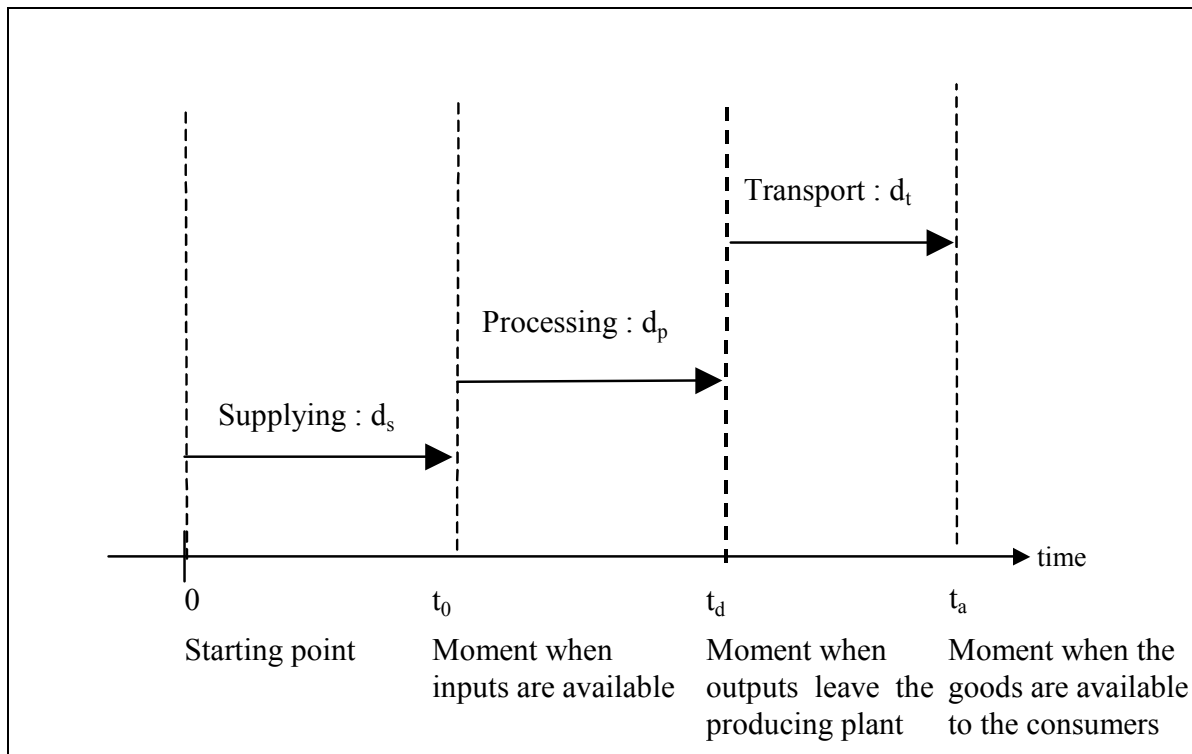 Transport : dt
Processing : dp
Supplying : ds
time
0
t0
td
ta
Starting point
Moment when
inputs are available
Moment when
outputs leave the
producing plant
Moment when the
goods are available
to the consumers